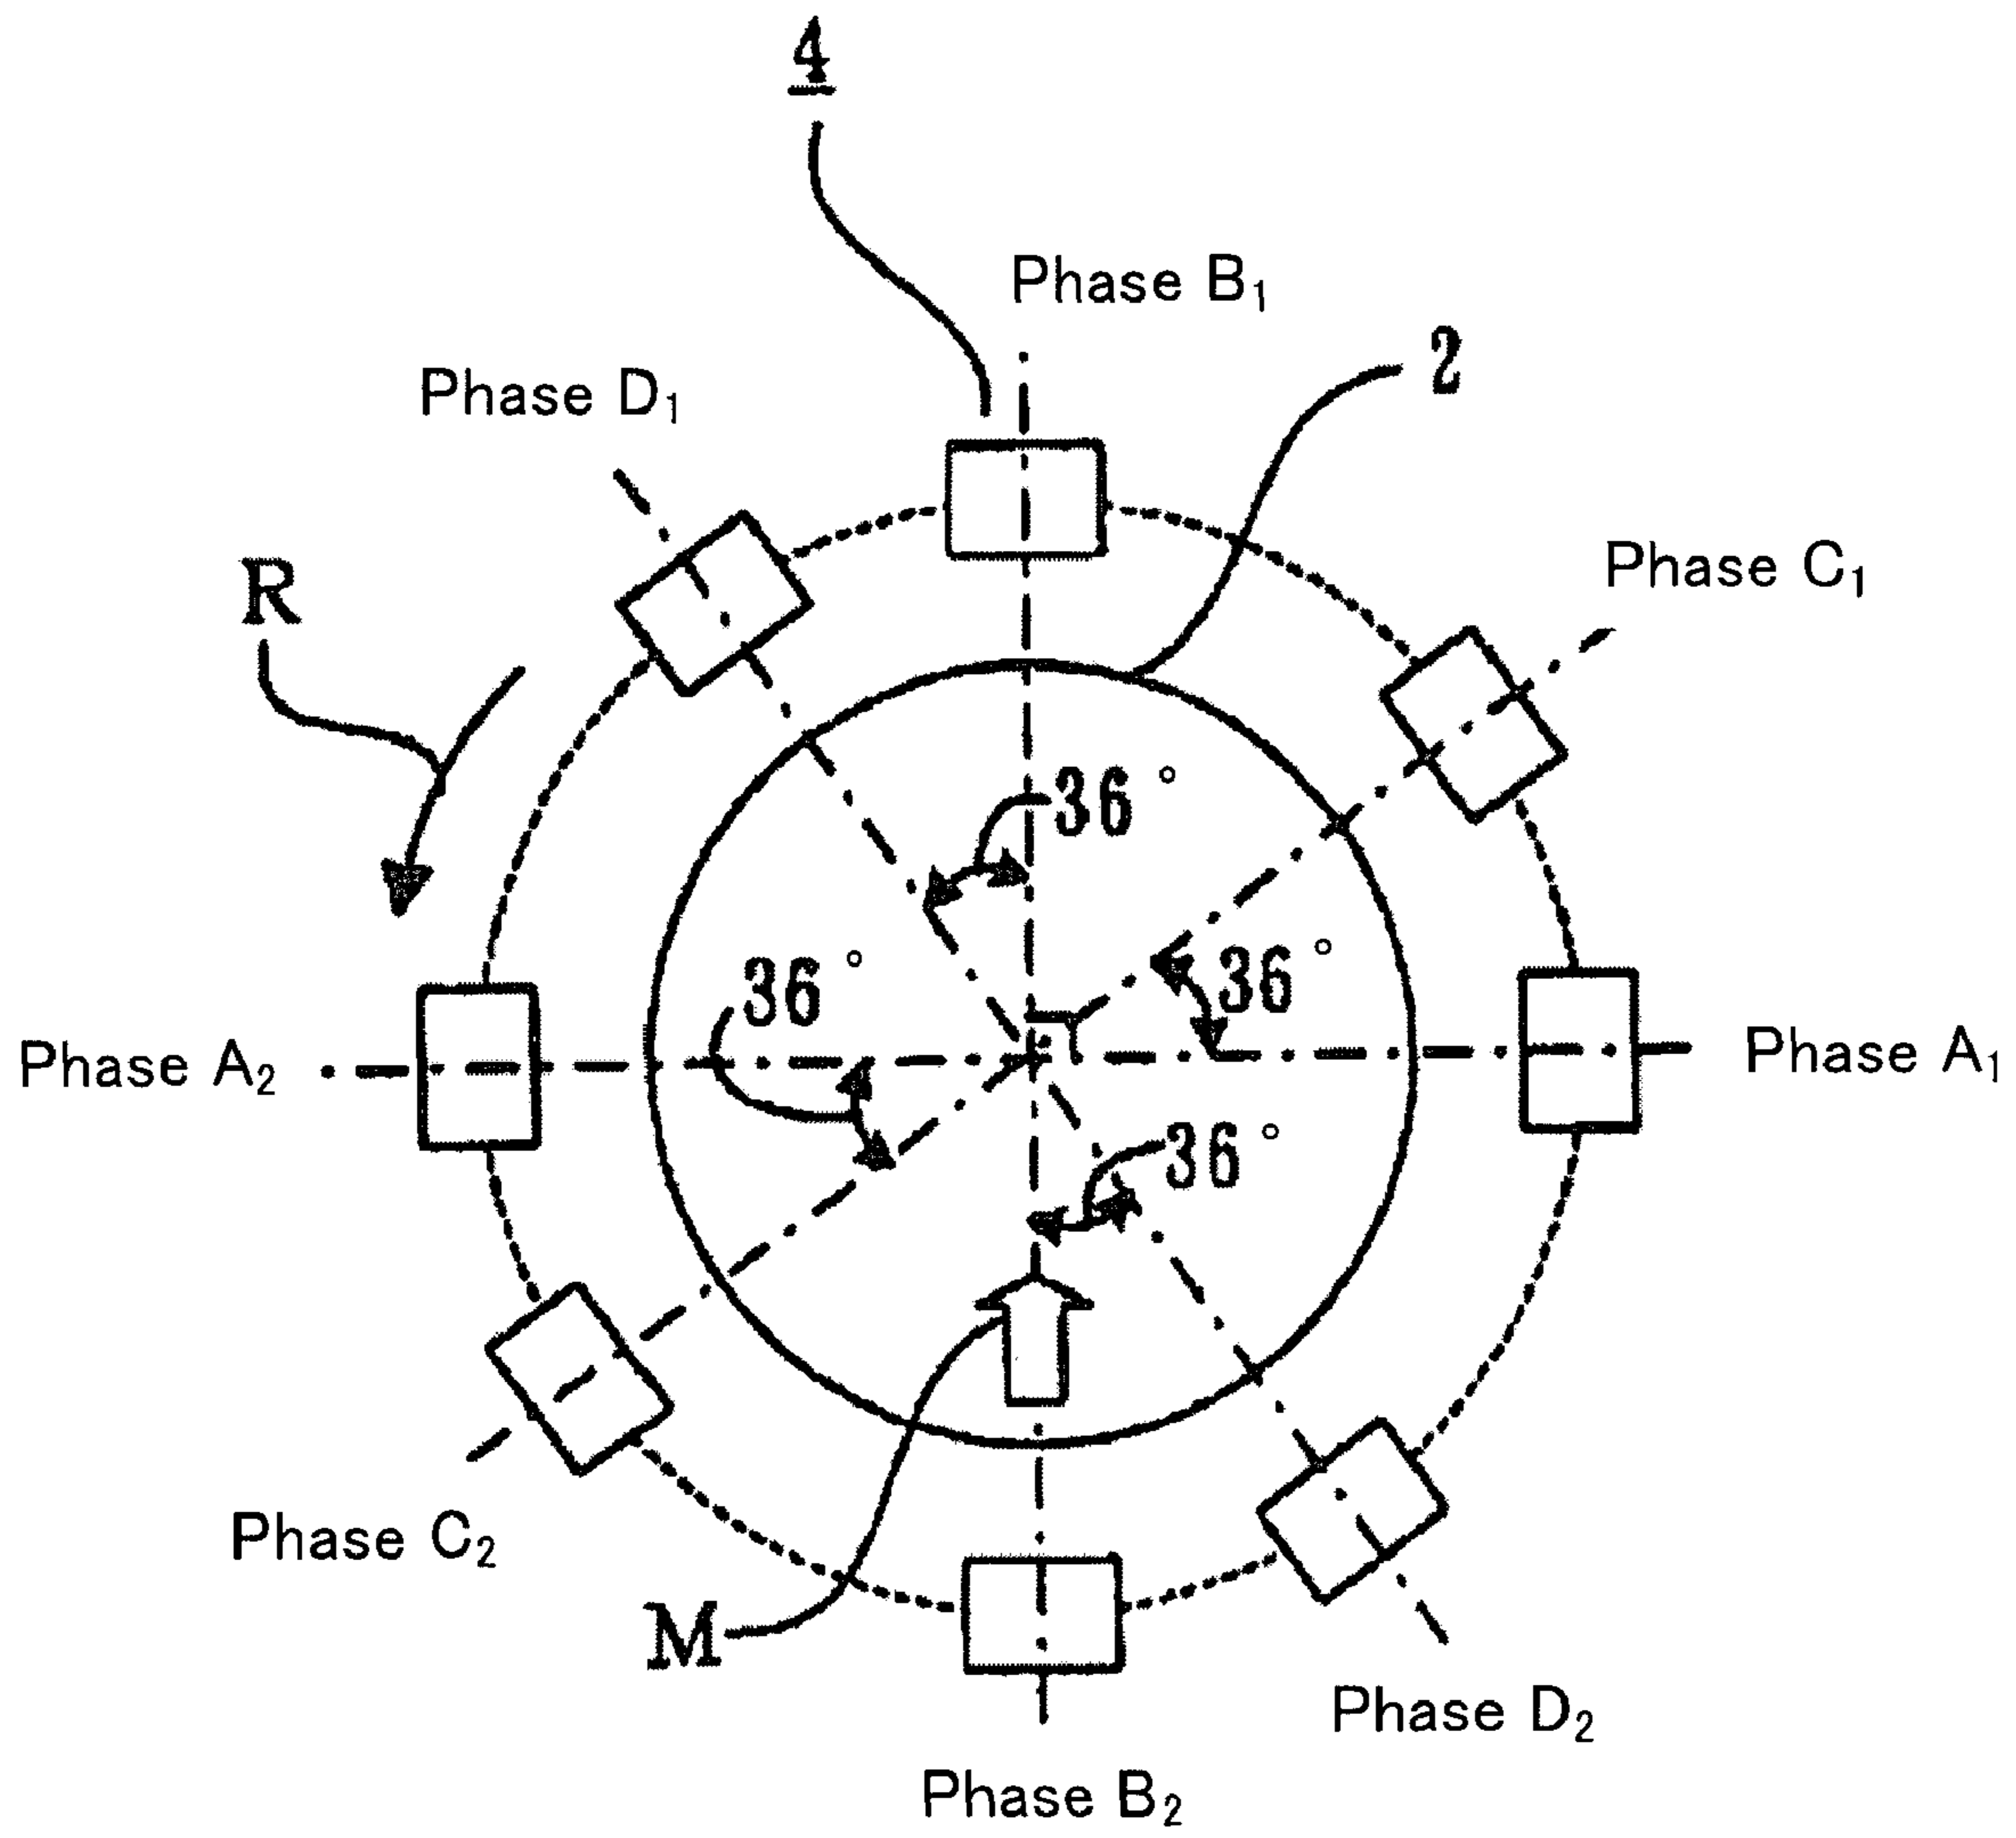 4
Phase B₁
2
Phase D₁
Phase C₁
R
36°
36°
36°
Phase A₂
Phase A₁
36°
Phase C₂
M
Phase D₂
Phase B₂